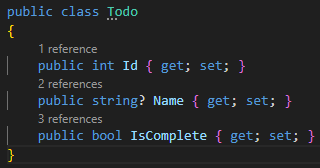 public class Todo
{
1 reference
public int Id { get; set; }
2 references
public string? Name { get; set; }
3 references
public bool IsComplete { get; set; }
}